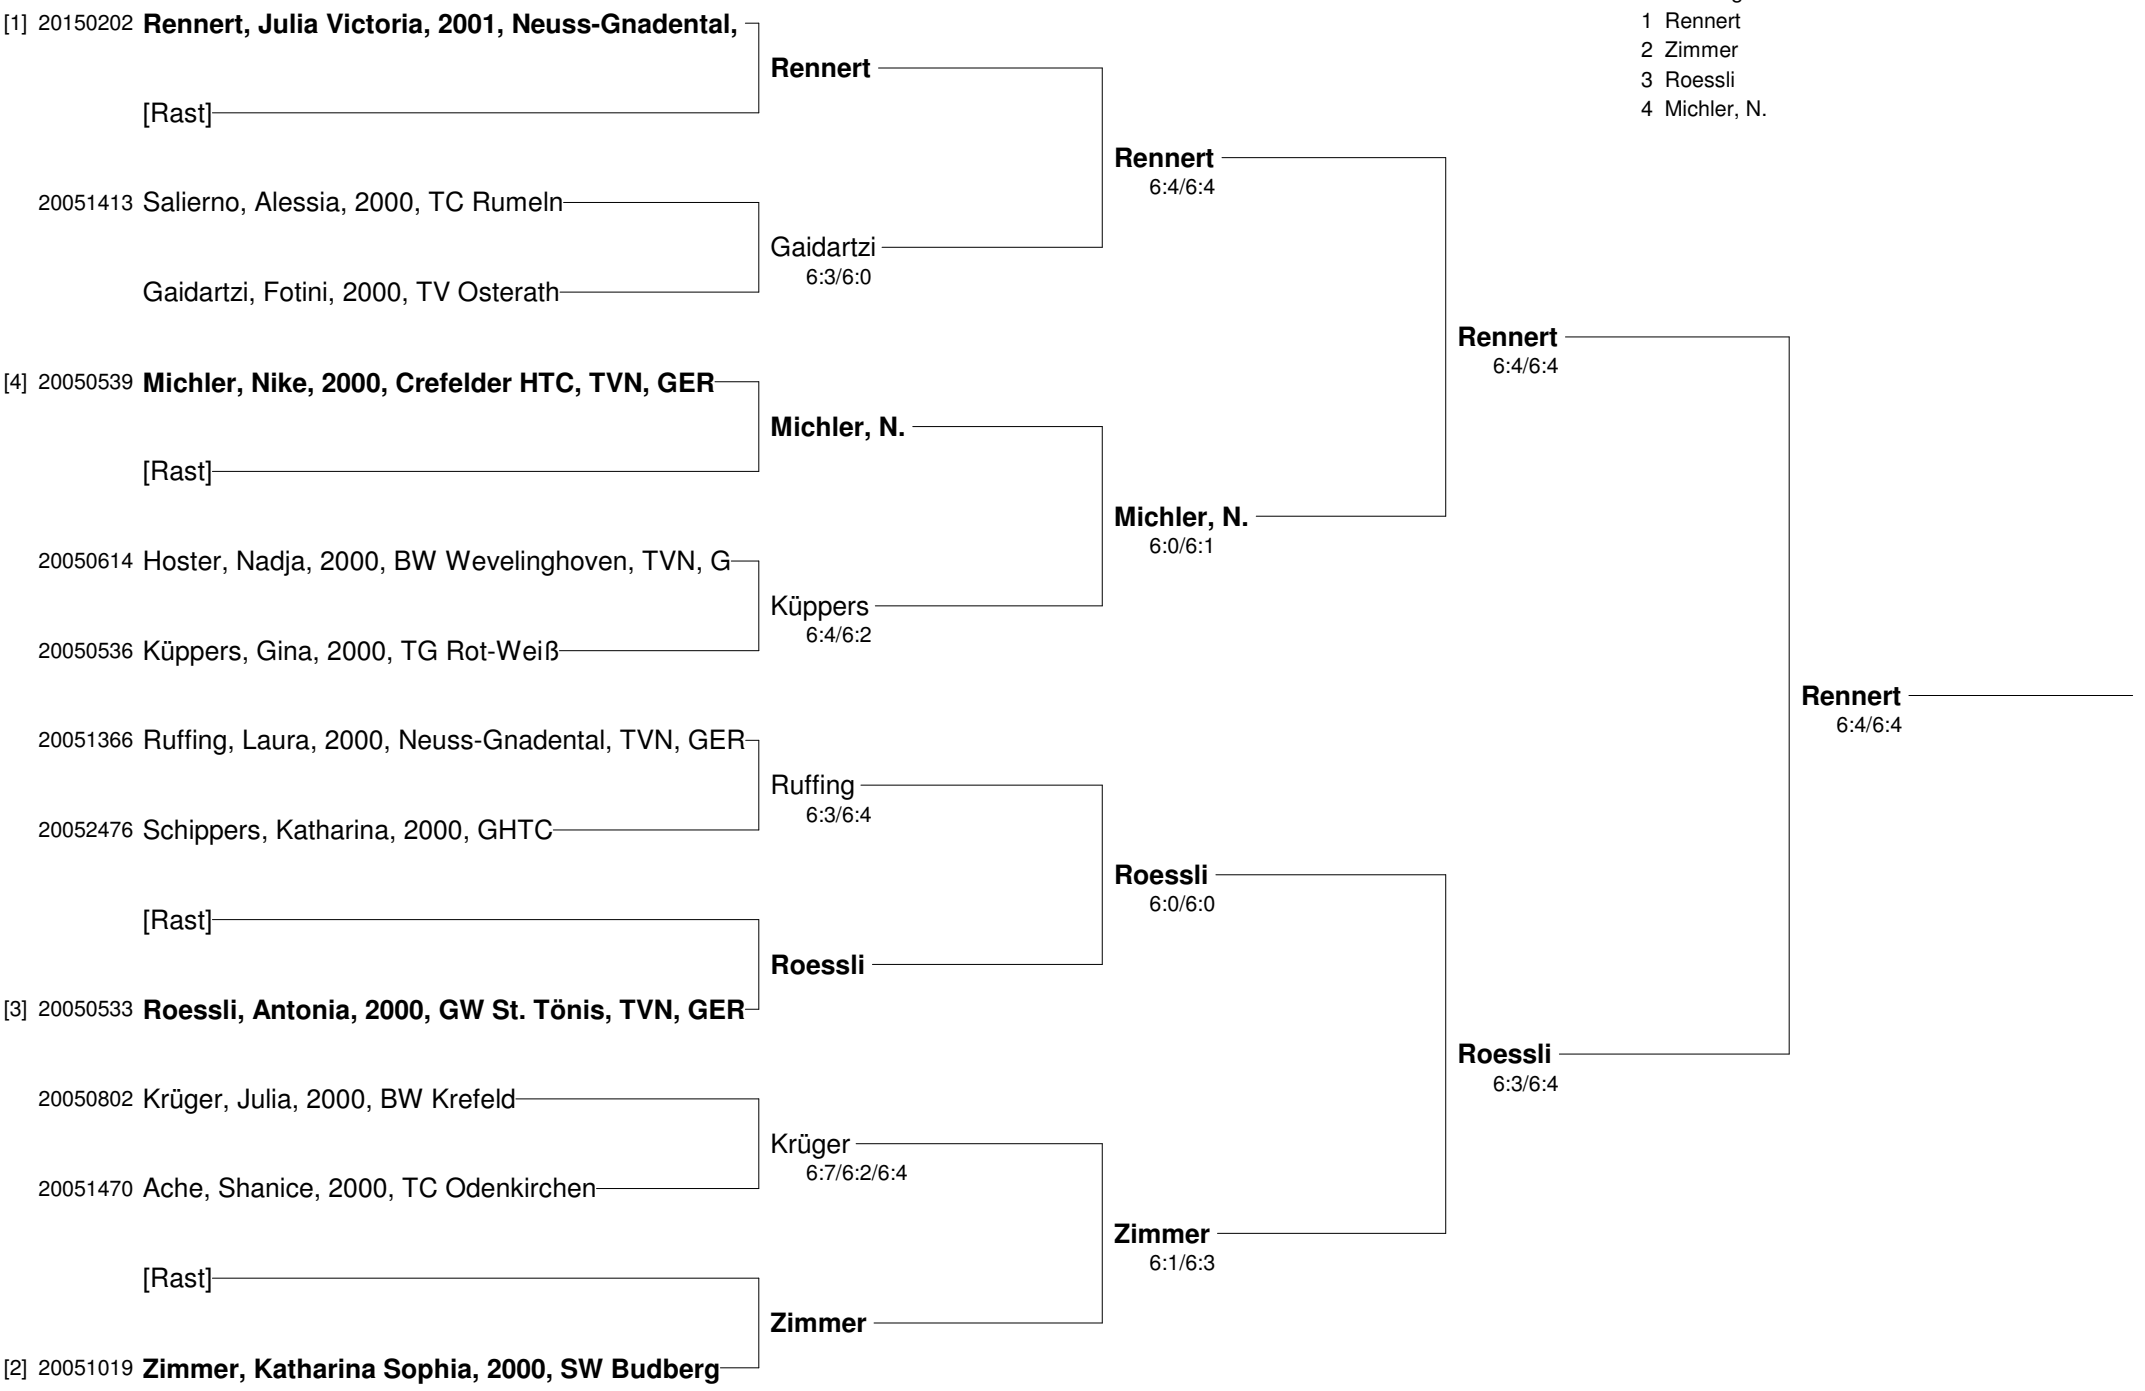 1 Rennert
2 Zimmer
3 Roessli
4 Michler, N.
[1] 20150202 Rennert, Julia Victoria, 2001, Neuss-Gnadental,
[Rast]
20051413 Salierno, Alessia, 2000, TC Rumeln
Gaidartzi, Fotini, 2000, TV Osterath
[4] 20050539 Michler, Nike, 2000, Crefelder HTC, TVN, GER
[Rast]
20050614 Hoster, Nadja, 2000, BW Wevelinghoven, TVN, G
20050536 Küppers, Gina, 2000, TG Rot-Weiß
20051366 Ruffing, Laura, 2000, Neuss-Gnadental, TVN, GER
20052476 Schippers, Katharina, 2000, GHTC
[Rast]
[3] 20050533 Roessli, Antonia, 2000, GW St. Tönis, TVN, GER
20050802 Krüger, Julia, 2000, BW Krefeld
20051470 Ache, Shanice, 2000, TC Odenkirchen
[Rast]
[2] 20051019 Zimmer, Katharina Sophia, 2000, SW Budberg
Rennert
Gaidartzi
6:3/6:0
Michler, N.
Küppers
6:4/6:2
Ruffing
6:3/6:4
Roessli
Krüger
6:7/6:2/6:4
Zimmer
Rennert
6:4/6:4
Michler, N.
6:0/6:1
Roessli
6:0/6:0
Zimmer
6:1/6:3
Rennert
6:4/6:4
Roessli
6:3/6:4
Rennert
6:4/6:4